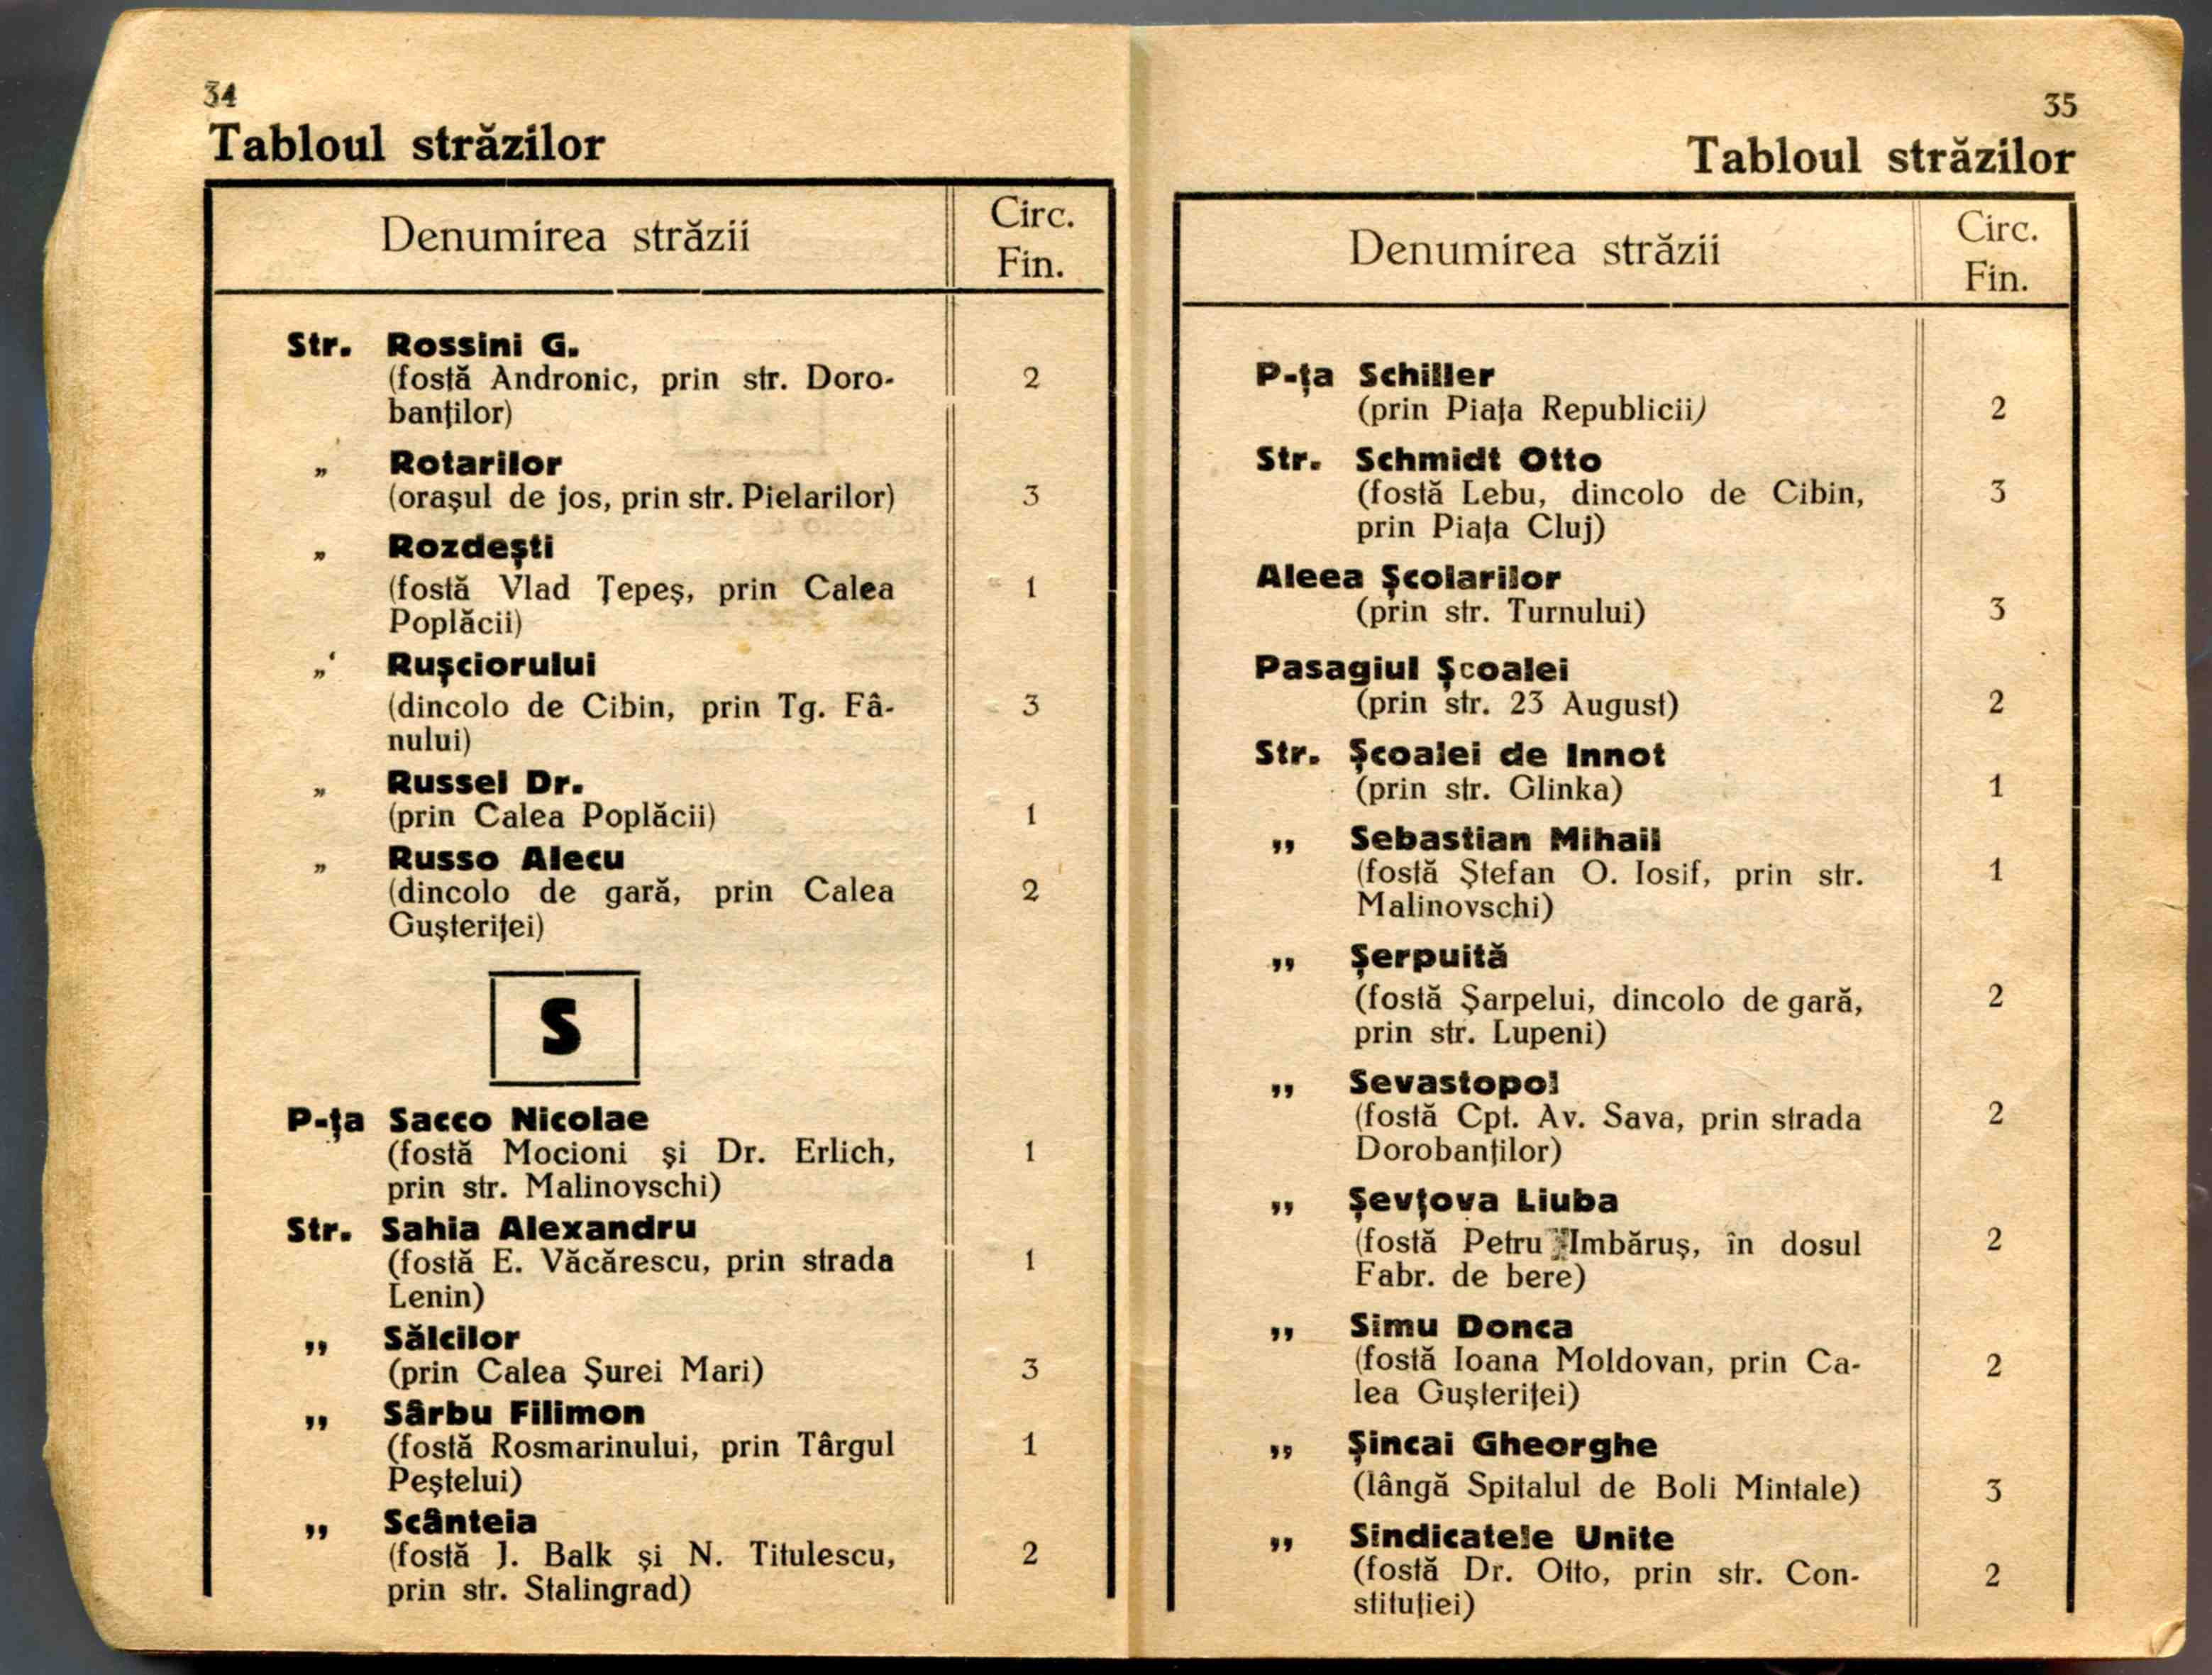 34
Tabloul străzilor
Denumirea străzii
Circ.
Fin.
Str. Rossini G.
(fostă Andronic, prin str. Doro- 2
banților)
„ Rotarilor
(orașul de jos, prin str. Pielarilor) 3
„ Rozdești
(fostă Vlad Țepeș, prin Calea 1
Poplăcii)
„ Rușciorului
(dincolo de Cibin, prin Tg. Fâ- 3
nului)
„ Russel Dr.
(prin Calea Poplăcii) 1
„ Russo Alecu
(dincolo de gară, prin Calea 2
Gușteriței)
S
P-ța Sacco Nicolae
(fostă Mocioni și Dr. Erlich, 1
prin str. Malinovschi)
Str. Sahia Alexandru
(fostă E. Văcărescu, prin strada 1
Lenin)
„ Sălcilor
(prin Calea Șurei Mari) 3
„ Sârbu Filimon
(fostă Rosmarinului, prin Târgul 1
Peștelui)
„ Scânteia
(fostă J. Balk și N. Titulescu, 2
prin str. Stalingrad)
35
Tabloul străzilor
Denumirea străzii
Circ.
Fin.
P-ța Schiller
(prin Piața Republicii) 2
Str. Schmidt Otto
(fostă Lebu, dincolo de Cibin, 3
prin Piața Cluj)
Aleea Școlarilor
(prin str. Turnului) 3
Pasagiul Școalei
(prin str. 23 August) 2
Str. Școalei de Innot
(prin str. Glinka) 1
„ Sebastian Mihail
(fostă Ștefan O. Iosif, prin str. 1
Malinovschi)
„ Șerpuită
(fostă Șarpelui, dincolo de gară, 2
prin str. Lupeni)
„ Sevastopol
(fostă Cpt. Av. Sava, prin strada 2
Dorobanților)
„ Șevțova Liuba
(fostă Petru Imbăruș, în dosul 2
Fabr. de bere)
„ Simu Donca
(fostă Ioana Moldovan, prin Ca- 2
lea Gușteriței)
„ Șincai Gheorghe
(lângă Spitalul de Boli Mintale) 3
„ Sindicatele Unite
(fostă Dr. Otto, prin str. Con- 2
stituției)